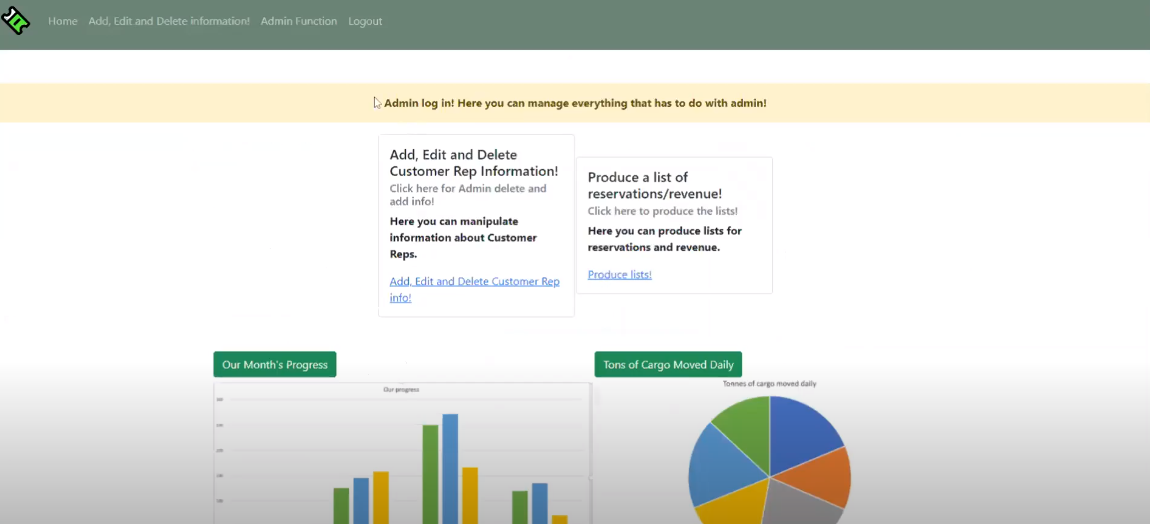 Home Add, Edit and Delete information! Admin Function Logout
Admin log in! Here you can manage everything that has to do with admin!
Add, Edit and Delete
Customer Rep Information!
Click here for Admin delete and
add info!
Here you can manipulate
information about Customer
Reps.
Add, Edit and Delete Customer Rep
info!
Produce a list of
reservations/revenue!
Click here to produce the lists!
Here you can produce lists for
reservations and revenue.
Produce lists!
Our Month's Progress
Our progress
Tons of Cargo Moved Daily
Tonnes of cargo moved daily